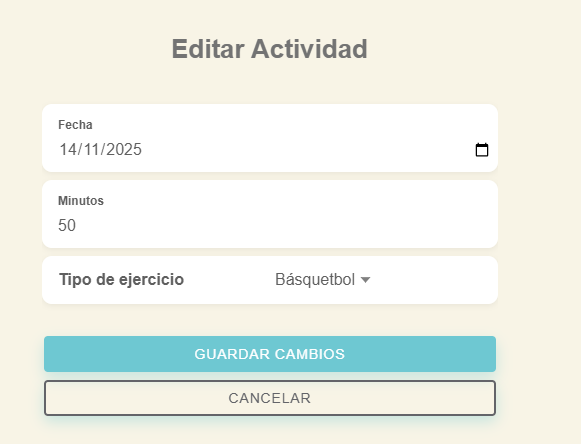 Editar Actividad
Fecha
14/11/2025
Minutos
50
Tipo de ejercicio Básquetbol
GUARDAR CAMBIOS
CANCELAR